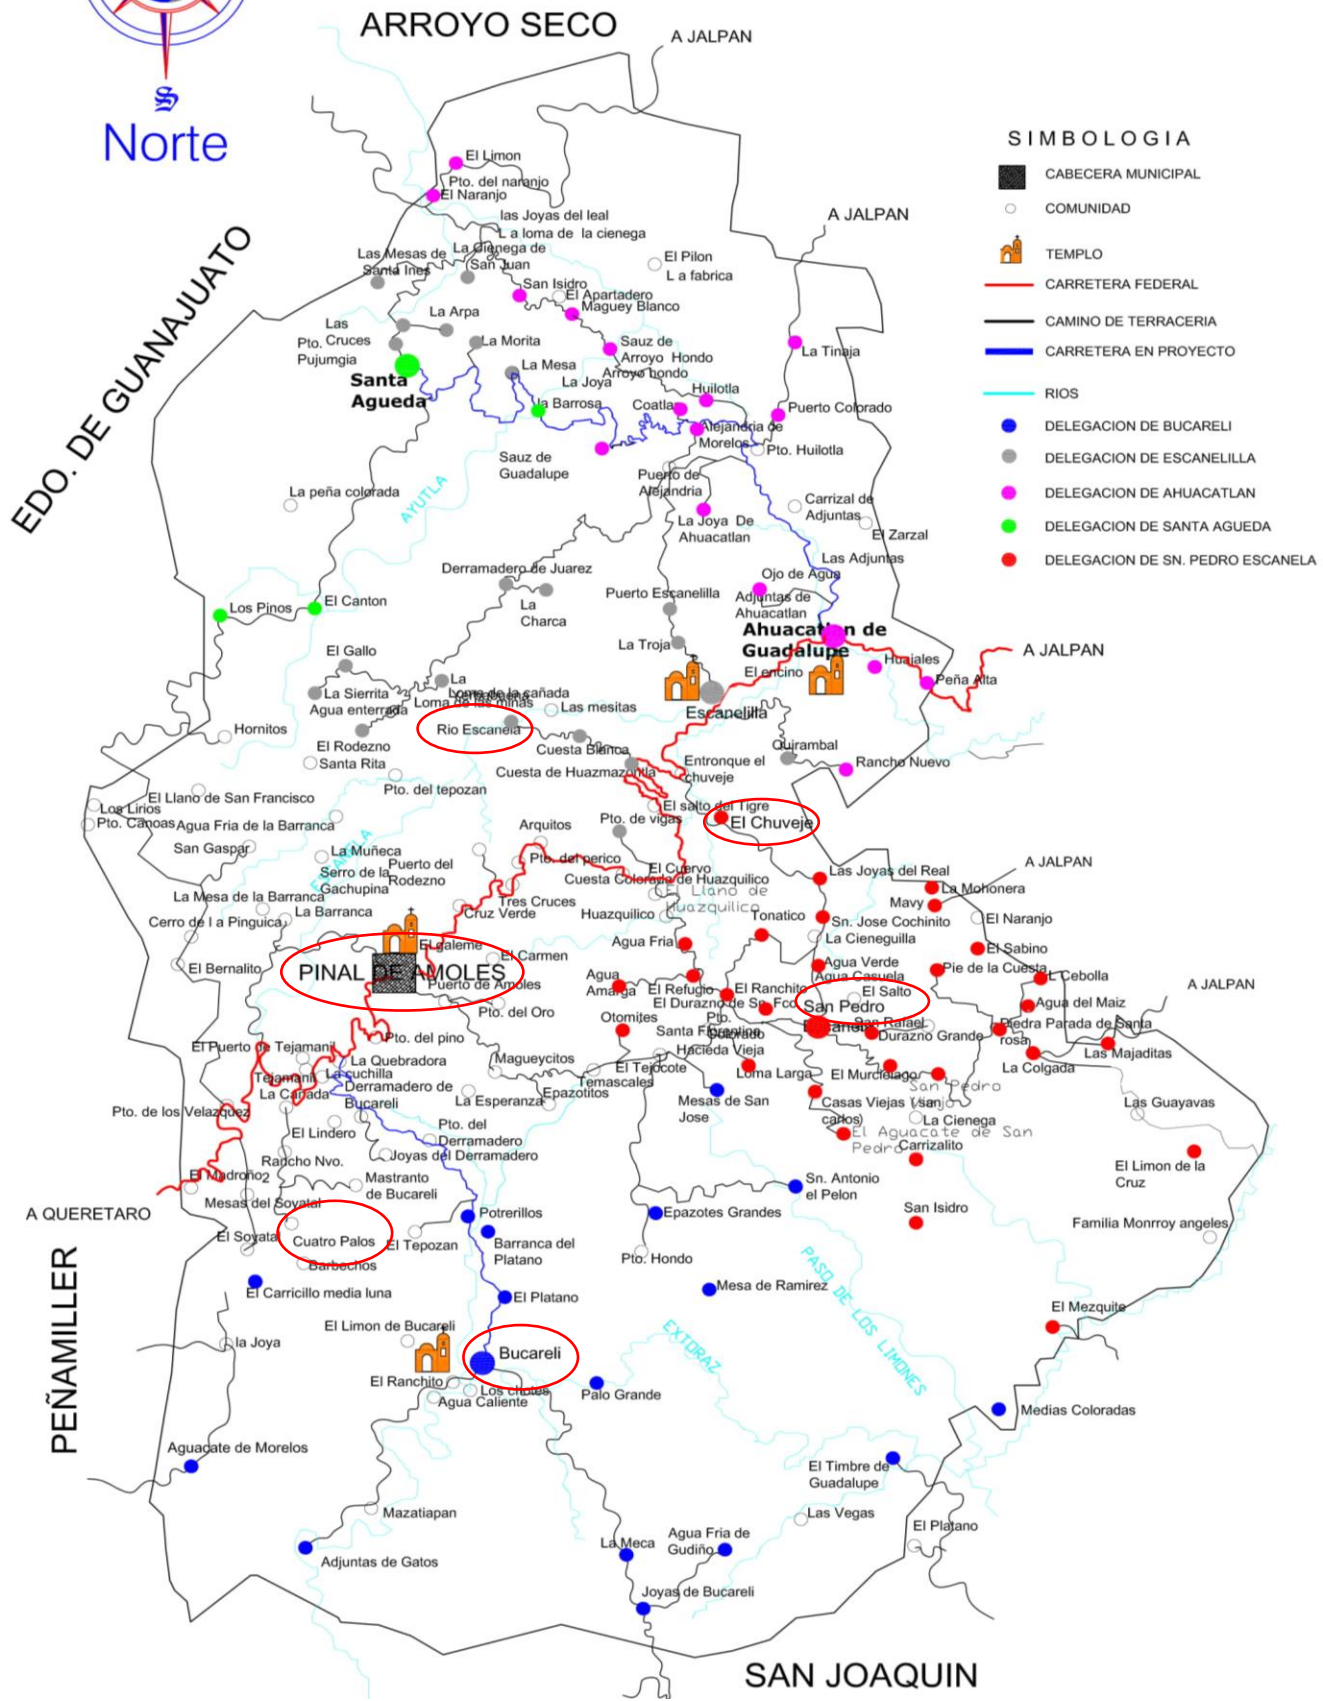 ARROYO SECO
A JALPAN
S
Norte
SIMBOLOGIA
CABECERA MUNICIPAL
COMUNIDAD
TEMPLO
CARRETERA FEDERAL
CAMINO DE TERRACERIA
CARRETERA EN PROYECTO
RIOS
DELEGACION DE BUCARELI
DELEGACION DE ESCANELILLA
DELEGACION DE AHUACATLAN
DELEGACION DE SANTA AGUEDA
DELEGACION DE SN. PEDRO ESCANELA
EDO. DE GUANAJUATO
El Limon
Pto. del naranjo
El Naranjo
las Joyas del leal
L a loma de la cienega
A JALPAN
Las Mesas de
Santa Ines
La Cienega de
San Juan
El Pilon
L a fabrica
San Isidro
El Apartadero
Maguey Blanco
La Arpa
Las
Cruces
Pto.
Pujumgia
La Morita
Sauz de
Arroyo Hondo
Arroyo hondo
La Tinaja
La Mesa
La Joya
Santa
Agueda
la Barrosa
Huilotla
Coatlan
Puerto Colorado
Alejandria de
Morelos
Pto. Huilotla
Sauz de
Guadalupe
Puerto de
Alejandria
La peña colorada
AYUTLA
La Joya De
Ahuacatlan
Carrizal de
Adjuntas
El Zarzal
Las Adjuntas
Derramadero de Juarez
La
Charca
Puerto Escanelilla
Ojo de Agua
Adjuntas de
Ahuacatlan
Los Pinos
El Canton
La Troja
Ahuacatlan de
Guadalupe
A JALPAN
El Gallo
La Sierrita
Agua enterrada
La
Loma de la cañada
Loma de las minas
Las mesitas
El encino
Huajales
Peña Alta
Escanelilla
Hornitos
El Rodezno
Santa Rita
Rio Escanela
Cuesta Blanca
Cuesta de Huazmazontla
Quirambal
Rancho Nuevo
Entronque el
chuveje
Pto. del tepozan
El Llano de San Francisco
Los Lirios
Pto. Canoas
Agua Fria de la Barranca
El salto del Tigre
El Chuveje
Pto. de vigas
Arquitos
San Gaspar
La Muñeca
Serro de la
Gachupina
Puerto del
Rodezno
Pto. del perico
El Cuervo
Cuesta Colorada de Huazquilico
El Llano de
Huazquilico
Las Joyas del Real
A JALPAN
La Mohonera
Mavy
La Mesa de la Barranca
Cerro de l a Pinguica
La Barranca
Tres Cruces
Cruz Verde
Huazquilico
Tonatico
Sn. Jose Cochinito
El Naranjo
La Cieneguilla
El galeme
El Carmen
Agua Fria
El Sabino
El Bernalito
PINAL DE AMOLES
Puerto de Amoles
Agua
Amarga
El Refugio
El Ranchito
Agua Verde
Agua Casuela
Pie de la Cuesta
L Cebolla
El Durazno de Sn. Fco.
San Pedro
El Salto
Agua del Maiz
A JALPAN
Pto. del Oro
Otomites
Santa Florentina
Pto.
Colorado
Escanela
San Rafael
Durazno Grande
Piedra Parada de Santa
rosa
Las Majaditas
Pto. del pino
El Puerto de Tejamanil
La Quebradora
Magueycitos
Hacieda Vieja
El Tejocote
Temascales
Loma Larga
El Murcielago
La Colgada
Tejamanil
La cuchilla
La Cañada
Derramadero de
Bucareli
La Esperanza
Epazotitos
Mesas de San
Jose
San Pedro
Viejo
Casas Viejas (san
carlos)
La Cienega
Las Guayavas
Pto. de los Velazquez
El Lindero
Pto. del
Derramadero
Joyas del Derramadero
El Aguacate de San
Pedro
Carrizalito
Rancho Nvo.
El Madroño2
Mastranto
de Bucareli
Sn. Antonio
el Pelon
El Limon de la
Cruz
Mesas del Soyatal
A QUERETARO
Potrerillos
Epazotes Grandes
San Isidro
Familia Monrroy angeles
El Soyatal
Cuatro Palos
El Tepozan
Barranca del
Platano
Pto. Hondo
Barbechos
El Carricillo media luna
Mesa de Ramirez
PASO DE LOS LIMONES
PEÑAMILLER
El Platano
El Mezquite
El Limon de Bucareli
la Joya
Bucareli
EXTORAZ
El Ranchito
Los chotes
Agua Caliente
Palo Grande
Medias Coloradas
Aguacate de Morelos
El Timbre de
Guadalupe
Mazatiapan
Las Vegas
El Platano
Adjuntas de Gatos
La Meca
Agua Fria de
Gudiño
Joyas de Bucareli
SAN JOAQUIN